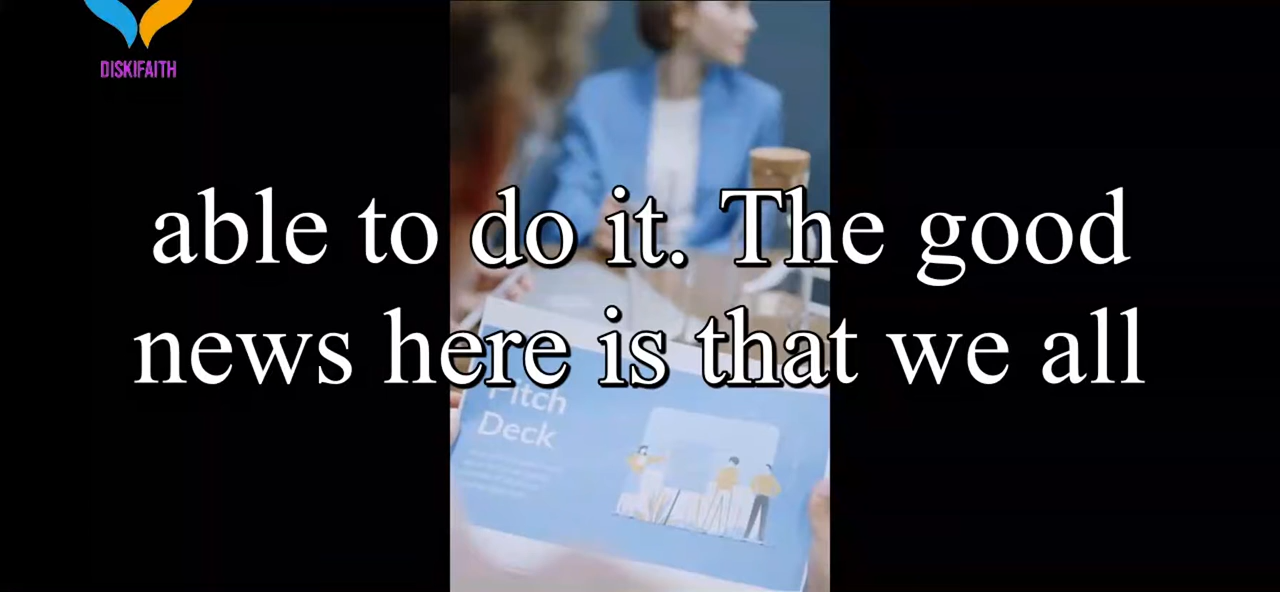 DISKIFAITH
able to do it. The good
news here is that we all
Pitch
Deck